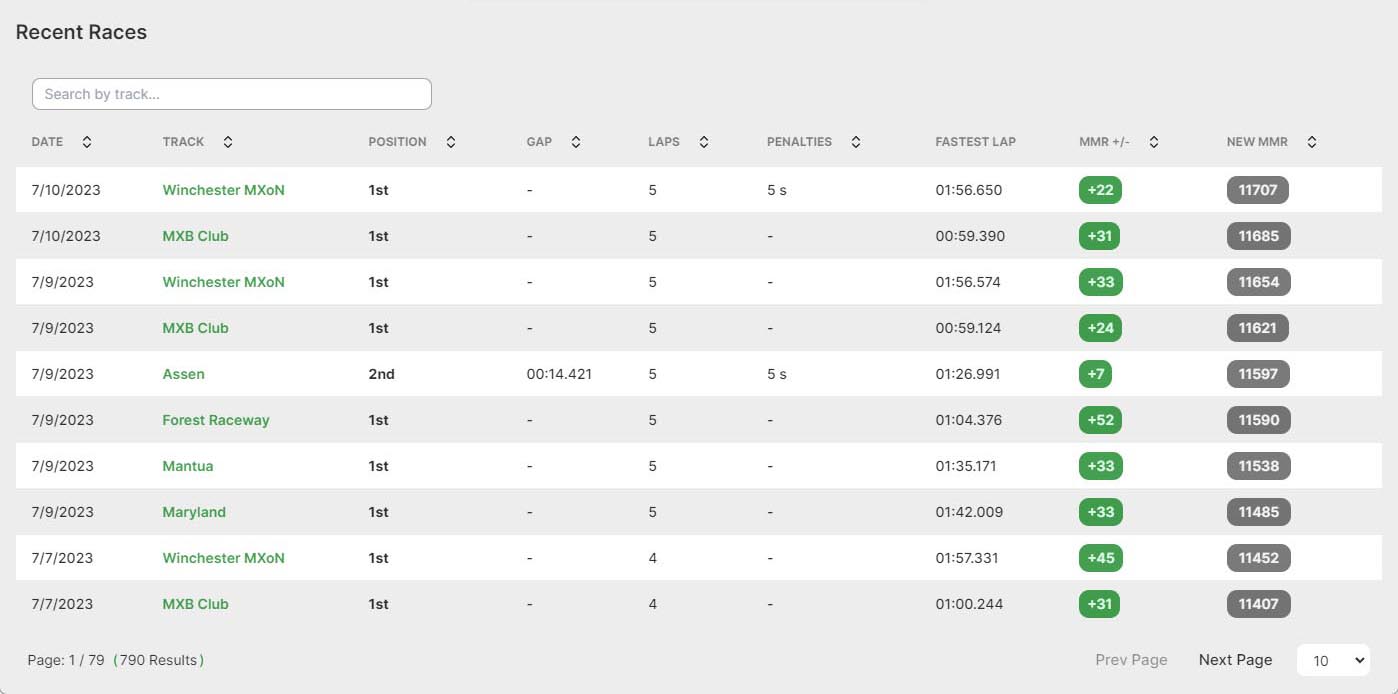 Recent Races
Search by track...
DATE TRACK POSITION GAP LAPS PENALTIES FASTEST LAP MMR +/- NEW MMR
7/10/2023 Winchester MXoN 1st - 5 5 s 01:56.650 +22 11707
7/10/2023 MXB Club 1st - 5 - 00:59.390 +31 11685
7/9/2023 Winchester MXoN 1st - 5 - 01:56.574 +33 11654
7/9/2023 MXB Club 1st - 5 - 00:59.124 +24 11621
7/9/2023 Assen 2nd 00:14.421 5 5 s 01:26.991 +7 11597
7/9/2023 Forest Raceway 1st - 5 - 01:04.376 +52 11590
7/9/2023 Mantua 1st - 5 - 01:35.171 +33 11538
7/9/2023 Maryland 1st - 5 - 01:42.009 +33 11485
7/7/2023 Winchester MXoN 1st - 4 - 01:57.331 +45 11452
7/7/2023 MXB Club 1st - 4 - 01:00.244 +31 11407
Page: 1 / 79 (790 Results) Prev Page Next Page 10